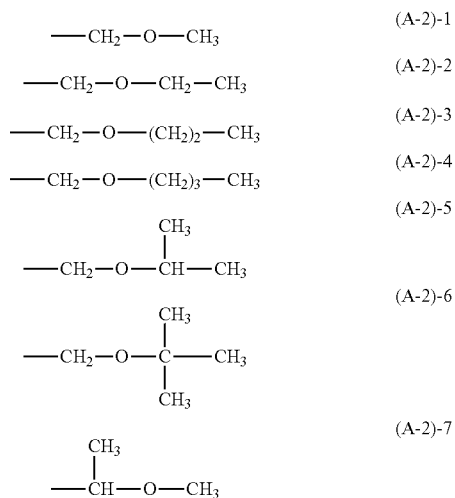 (A-2)-1
—CH₂—O—CH₃
(A-2)-2
—CH₂—O—CH₂—CH₃
(A-2)-3
—CH₂—O—(CH₂)₂—CH₃
(A-2)-4
—CH₂—O—(CH₂)₃—CH₃
(A-2)-5
CH₃
—CH₂—O—CH—CH₃
(A-2)-6
CH₃
—CH₂—O—C—CH₃
CH₃
(A-2)-7
CH₃
—CH—O—CH₃